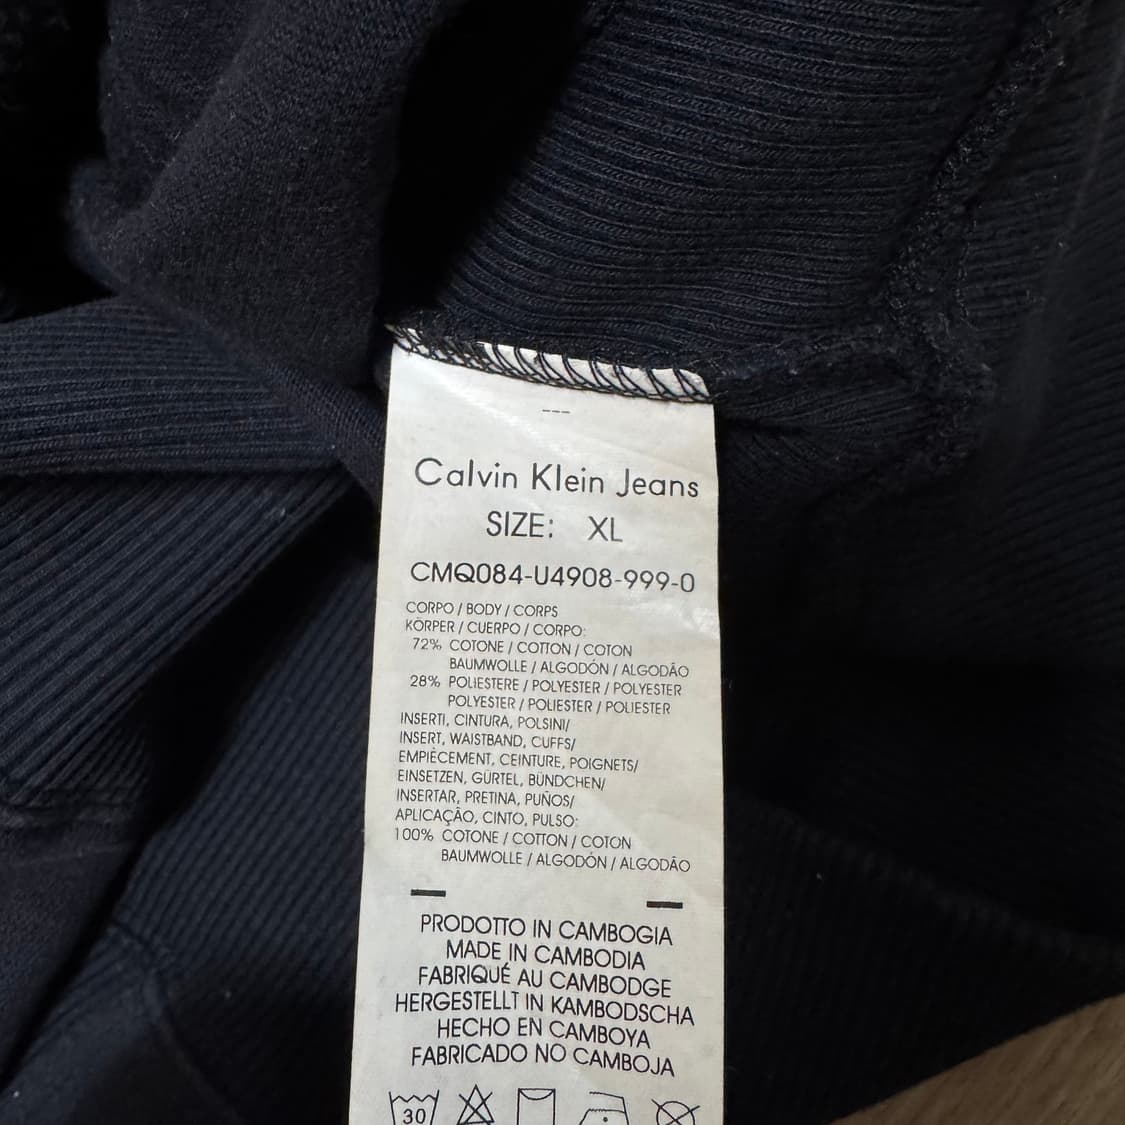 ---
Calvin Klein Jeans
SIZE: XL
CMQ084-U4908-999-0
CORPO / BODY / CORPS
KÖRPER / CUERPO / CORPO:
72% COTONE / COTTON / COTON
BAUMWOLLE / ALGODÓN / ALGODÃO
28% POLIESTERE / POLYESTER / POLYESTER
POLYESTER / POLIESTER / POLIESTER
INSERTI, CINTURA, POLSINI/
INSERT, WAISTBAND, CUFFS/
EMPIÈCEMENT, CEINTURE, POIGNETS/
EINSETZEN, GÜRTEL, BÜNDCHEN/
INSERTAR, PRETINA, PUÑOS/
APLICAÇÃO, CINTO, PULSO:
100% COTONE / COTTON / COTON
BAUMWOLLE / ALGODÓN / ALGODÃO
PRODOTTO IN CAMBOGIA
MADE IN CAMBODIA
FABRIQUÉ AU CAMBODGE
HERGESTELLT IN KAMBODSCHA
HECHO EN CAMBOYA
FABRICADO NO CAMBOJA
30